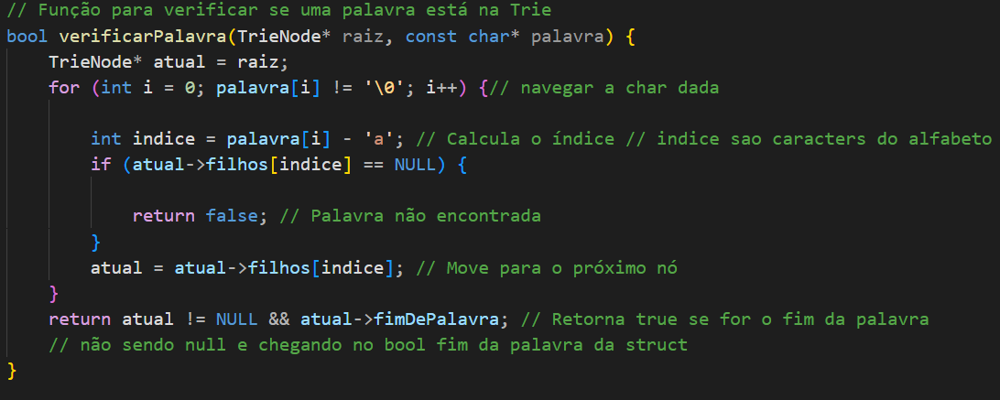 // Função para verificar se uma palavra está na Trie
bool verificarPalavra(TrieNode* raiz, const char* palavra) {
    TrieNode* atual = raiz;
    for (int i = 0; palavra[i] != '\0'; i++) {// navegar a char dada
        int indice = palavra[i] - 'a'; // Calcula o índice // indice sao caracters do alfabeto
        if (atual->filhos[indice] == NULL) {
            return false; // Palavra não encontrada
        }
        atual = atual->filhos[indice]; // Move para o próximo nó
    }
    return atual != NULL && atual->fimDePalavra; // Retorna true se for o fim da palavra
    // não sendo null e chegando no bool fim da palavra da struct
}